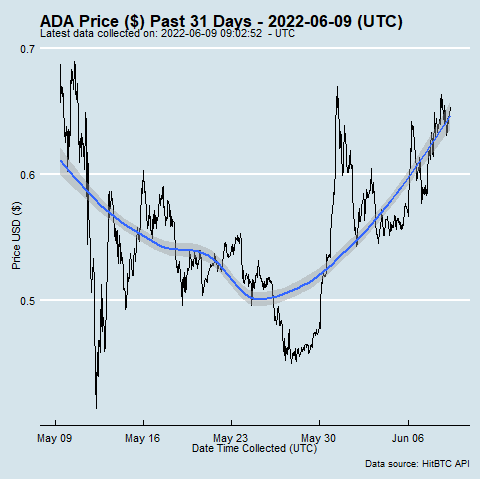 ADA Price ($) Past 31 Days - 2022-06-09 (UTC)
Latest data collected on: 2022-06-09 09:02:52 - UTC
0.7
0.6
0.5
Price USD ($)
May 09 May 16 May 23 May 30 Jun 06
Date Time Collected (UTC)
Data source: HitBTC API